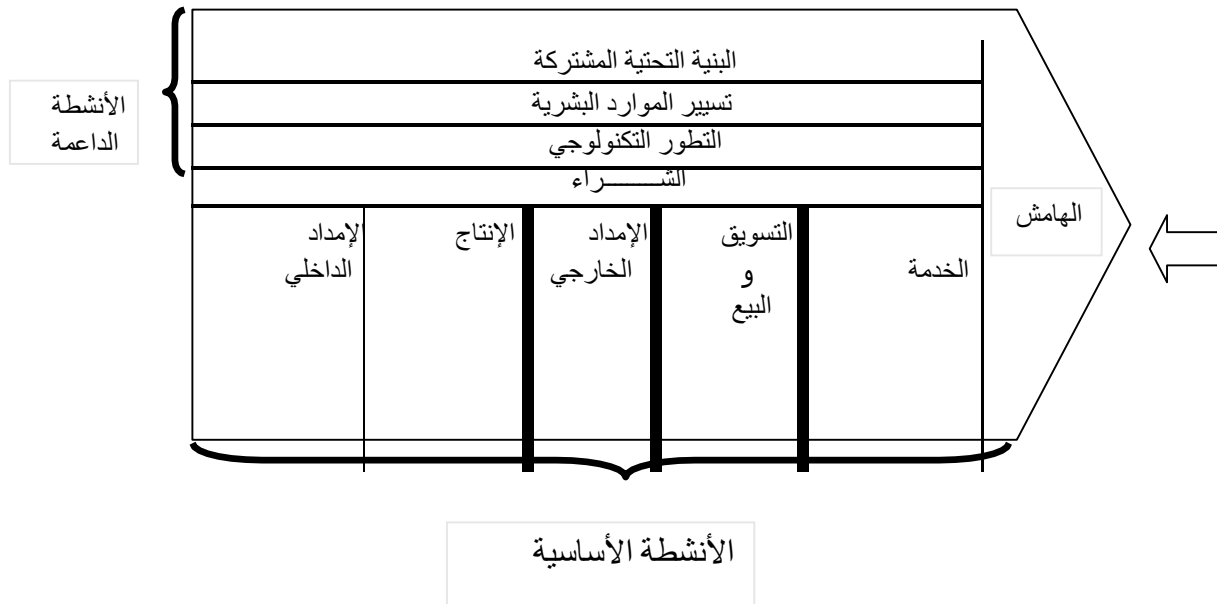 البنية التحتية المشتركة
تسيير الموارد البشرية
التطور التكنولوجي
الشـــــــراء
الأنشطة
الداعمة
الهامش
الخدمة
التسويق
و
البيع
الإمداد
الخارجي
الإنتاج
لإمداد
الداخلي
الأنشطة الأساسية